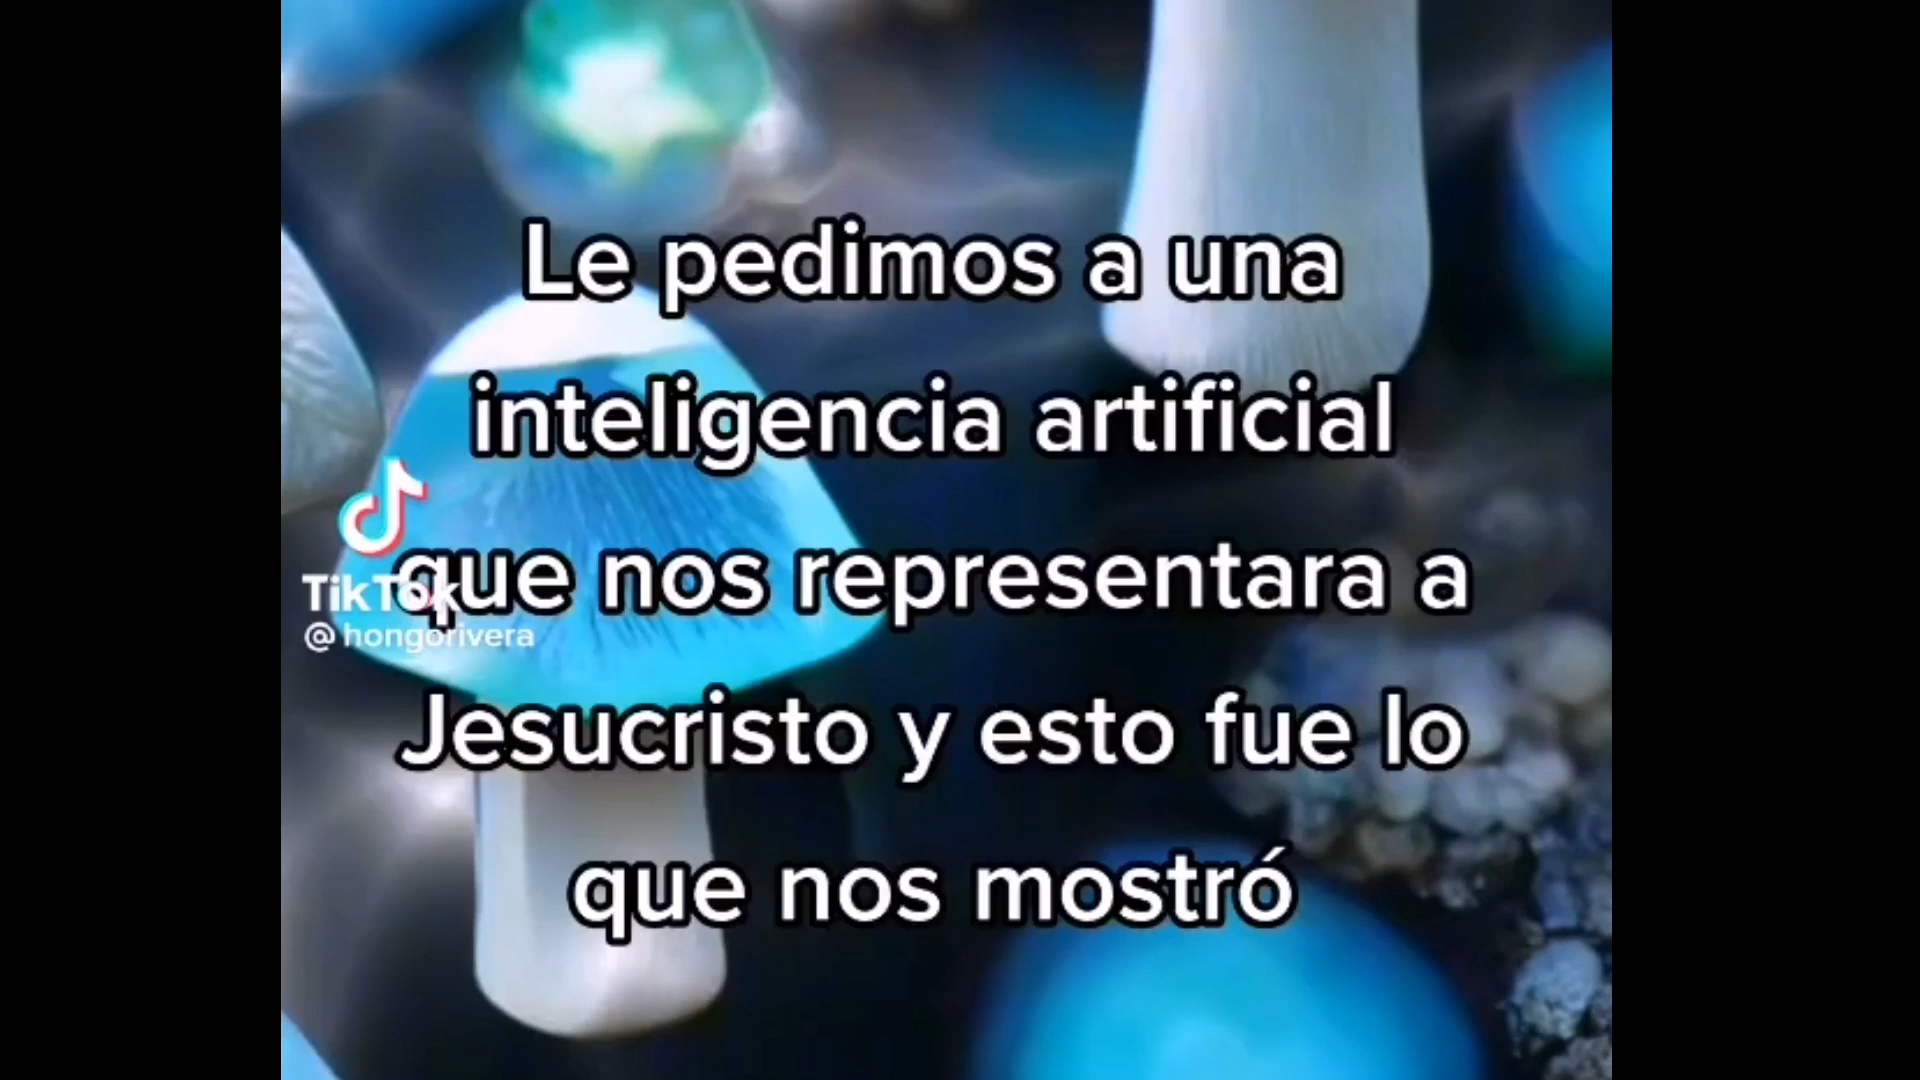 Le pedimos a una
inteligencia artificial
que nos representara a
Jesucristo y esto fue lo
que nos mostró
TikTok
@hongorivera